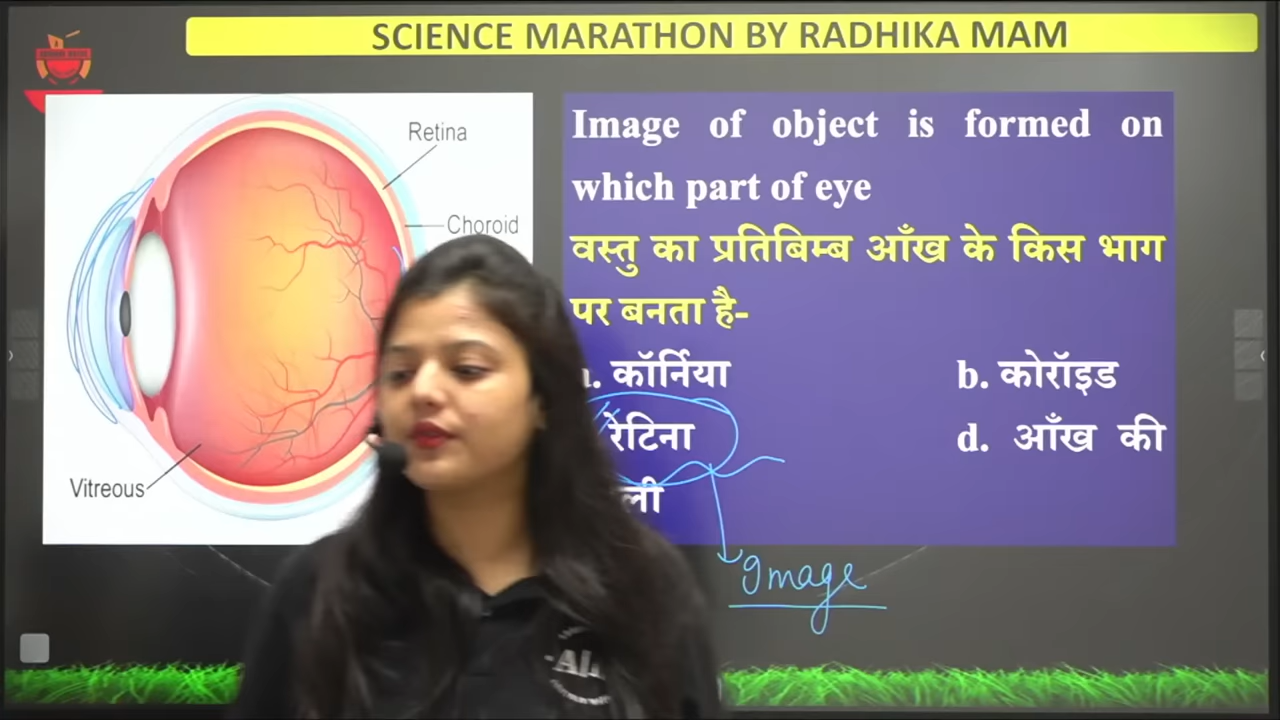 SCIENCE MARATHON BY RADHIKA MAM
Retina
Choroid
Vitreous
Image of object is formed on
which part of eye
वस्तु का प्रतिबिम्ब आँख के किस भाग
पर बनता है-
कॉर्निया
b. कोरॉइड
रेटिना
d. आँख की
Image